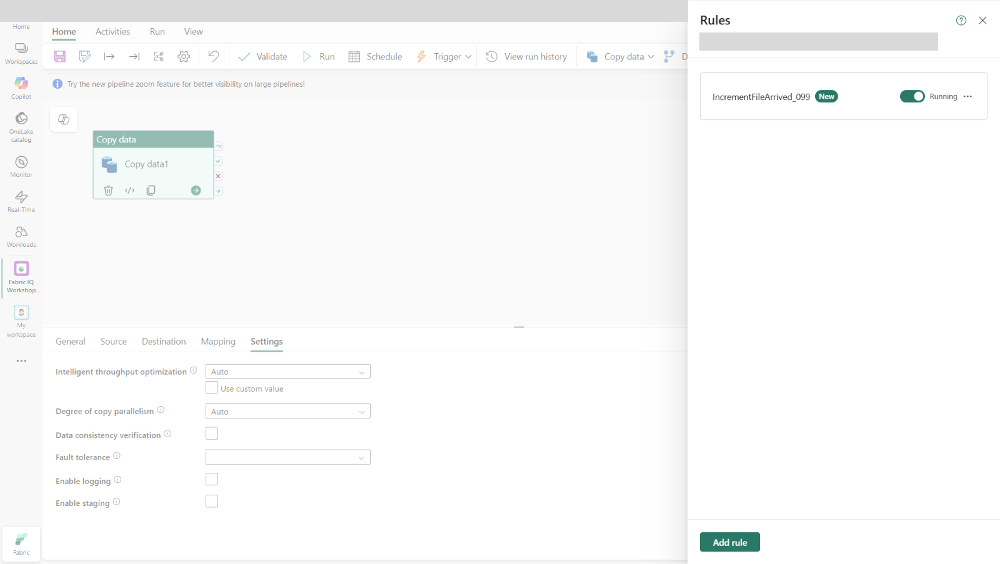 Home
Workspaces
Copilot
OneLake
catalog
Monitor
Real-Time
Workloads
Fabric IQ
Workshop...
My
workspace
Fabric
Home Activities Run View
Validate Run Schedule Trigger View run history Copy data D
Try the new pipeline zoom feature for better visibility on large pipelines!
Copy data
Copy data1
General Source Destination Mapping Settings
Intelligent throughput optimization Auto
Use custom value
Degree of copy parallelism Auto
Data consistency verification
Fault tolerance
Enable logging
Enable staging
Rules
IncrementFileArrived_099 New Running
Add rule